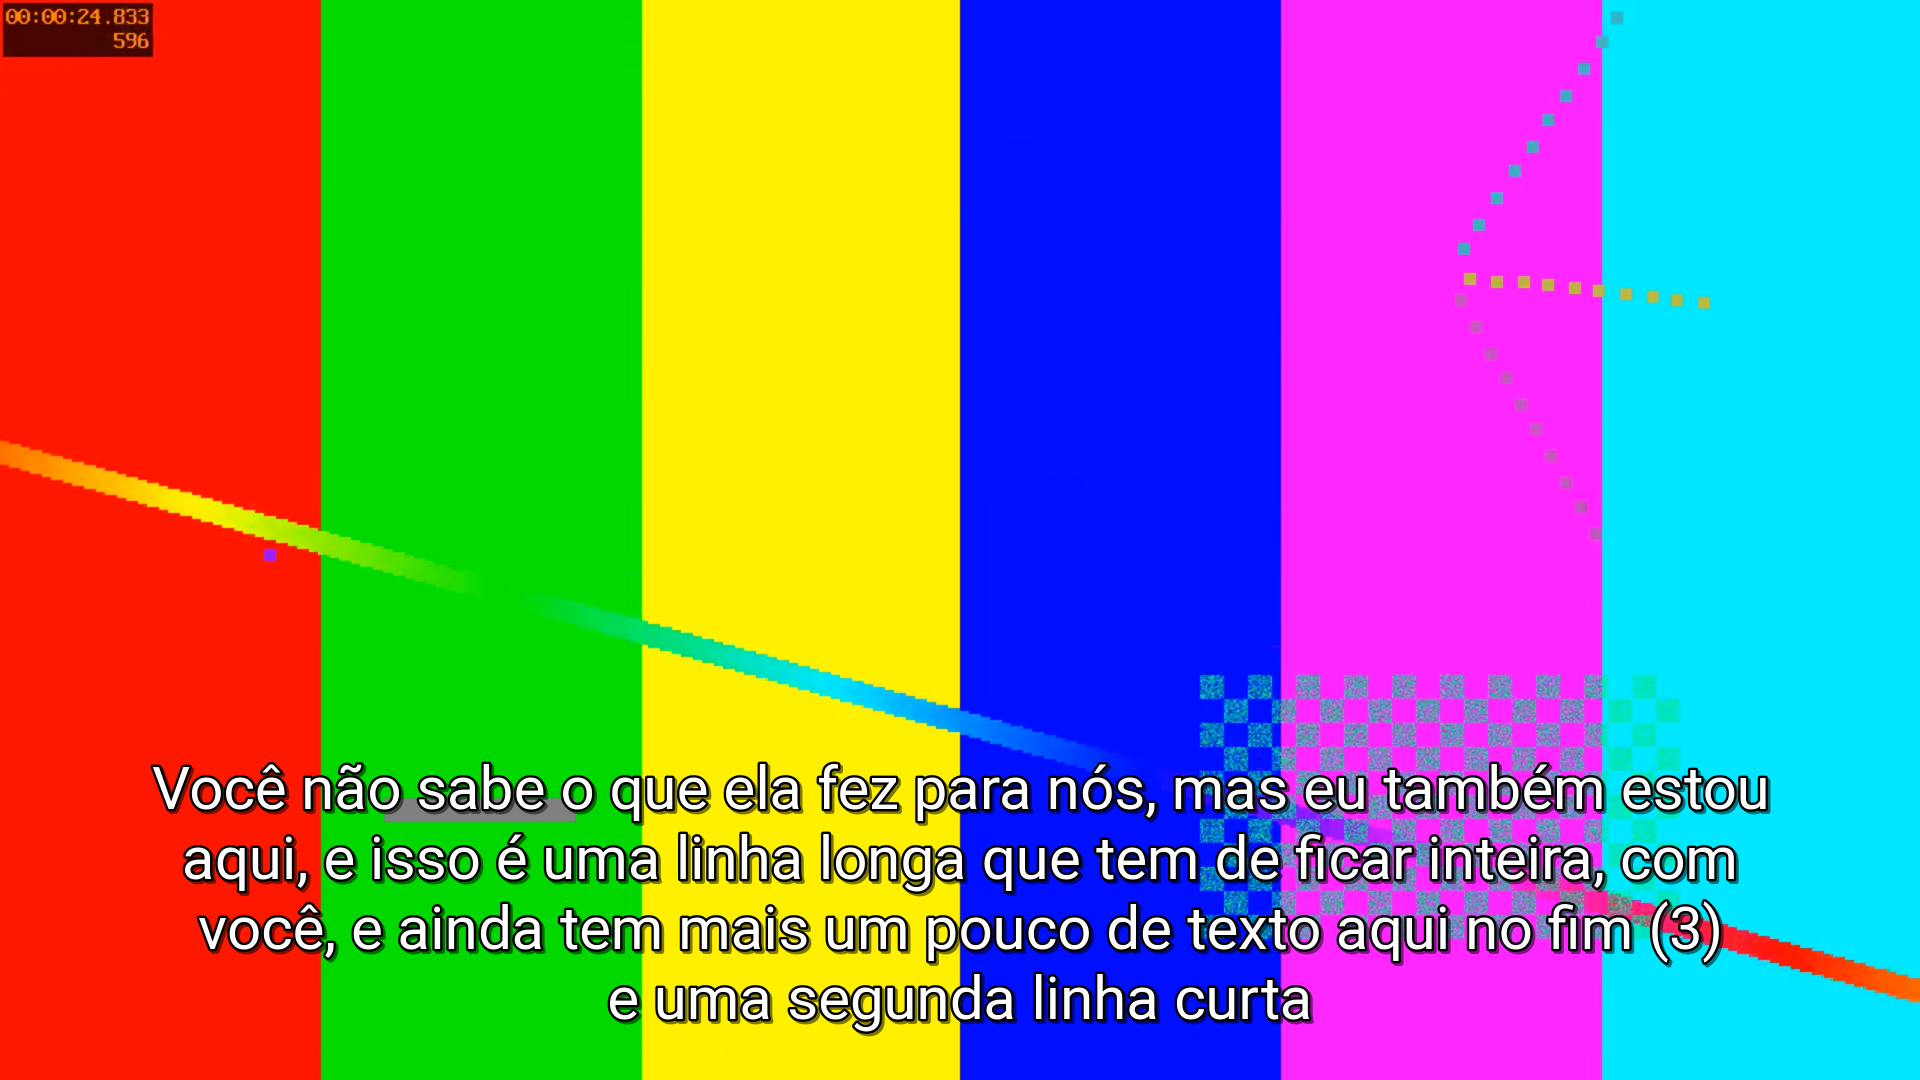 00:00:24.833
596
Você não sabe o que ela fez para nós, mas eu também estou
aqui, e isso é uma linha longa que tem de ficar inteira, com
você, e ainda tem mais um pouco de texto aqui no fim (3)
e uma segunda linha curta